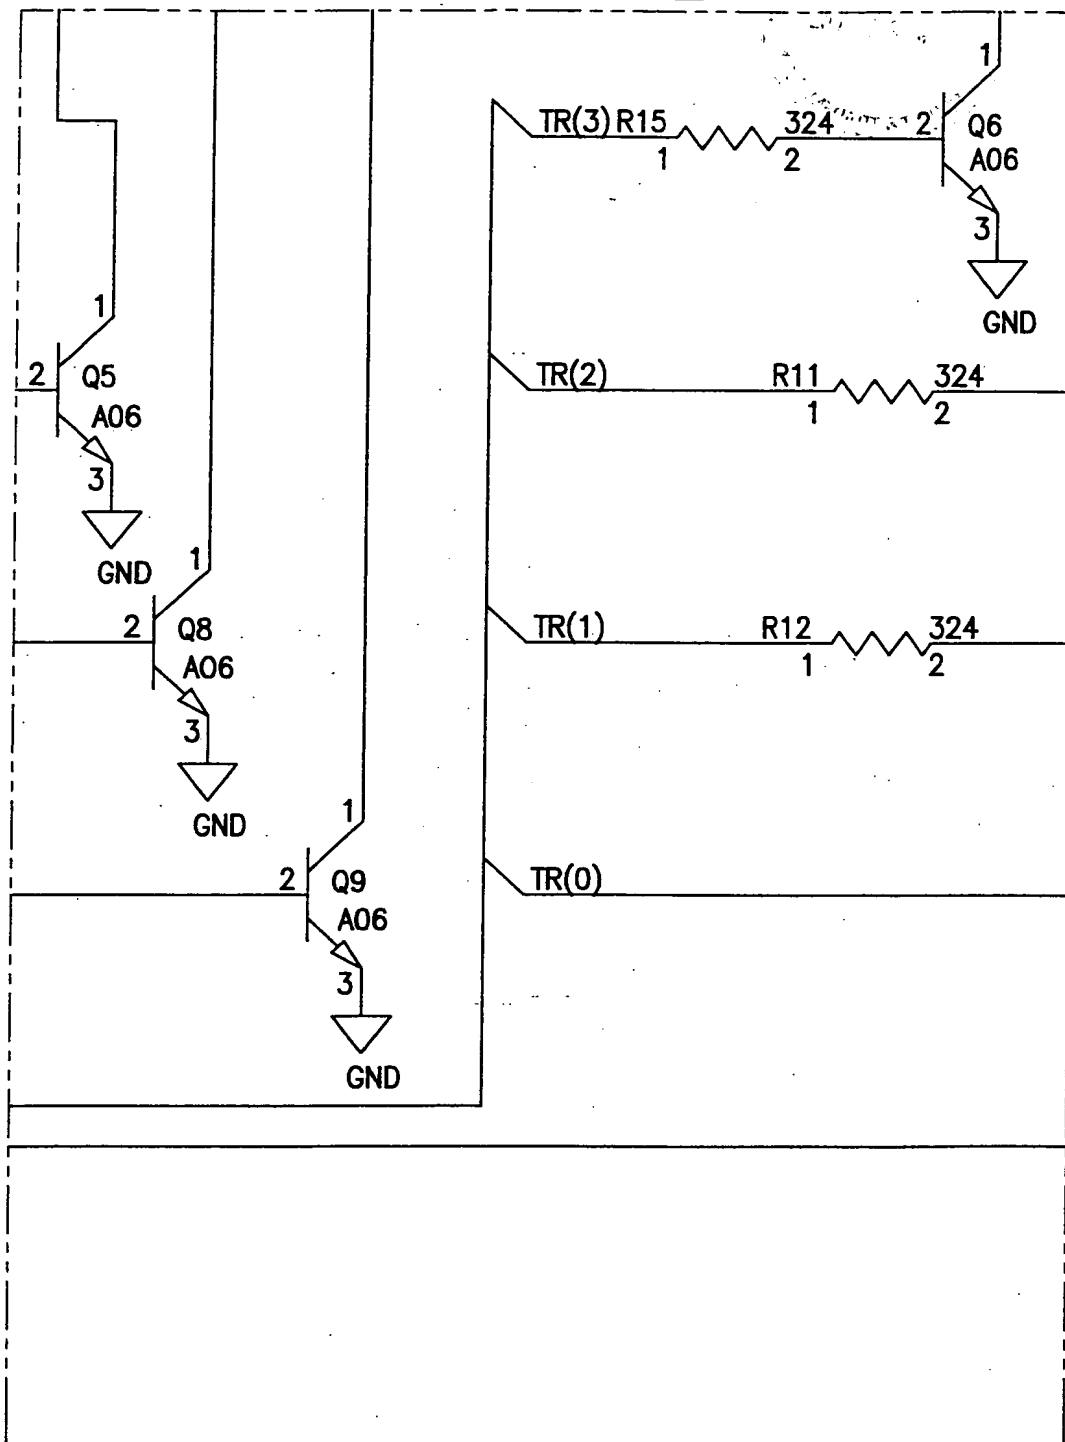 1
TR(3) R15 324 2 Q6
1 2 A06
3
GND
1
2 Q5
A06
3
GND
TR(2) R11 324
1 2
1
2 Q8
A06
3
GND
TR(1) R12 324
1 2
1
2 Q9
A06
3
GND
TR(0)